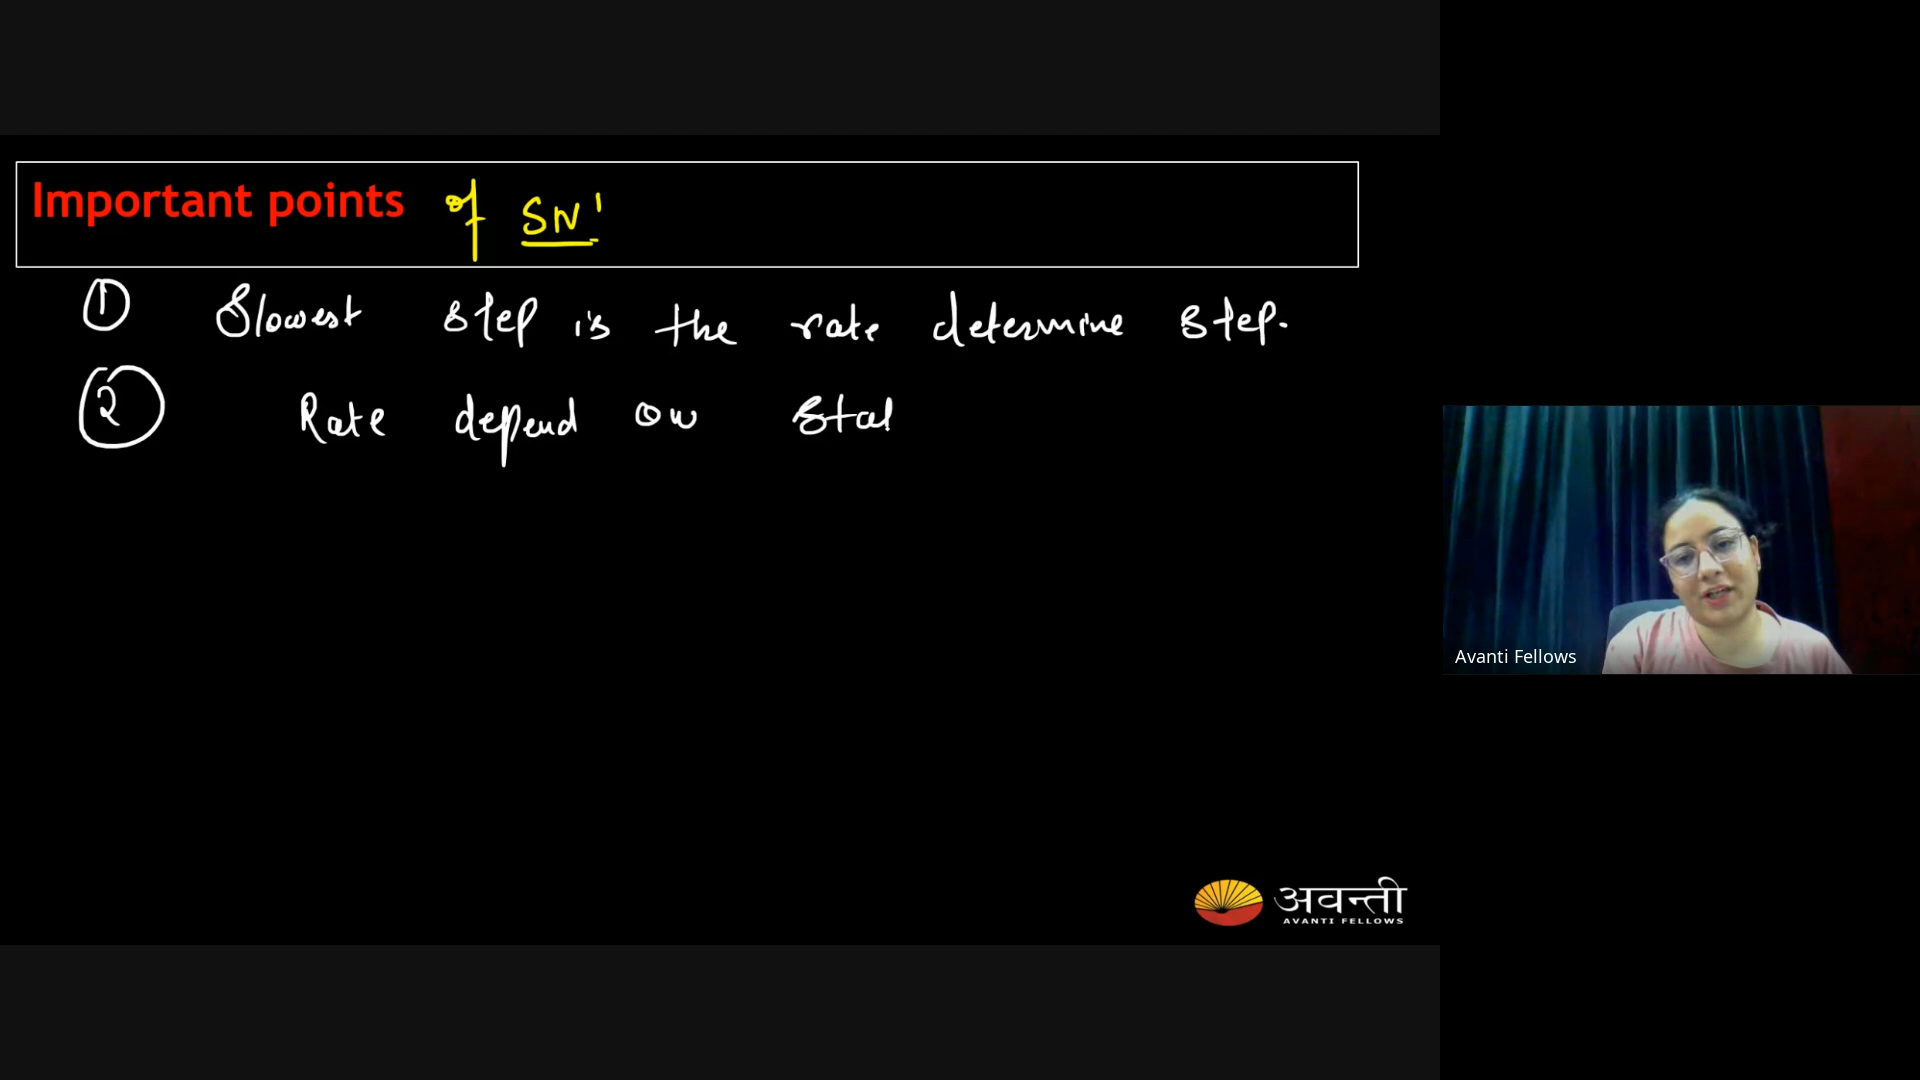 Important points of SN1
① Slowest step is the rate determine step.
② Rate depend on stal
Avanti Fellows
अवन्ती
AVANTI FELLOWS